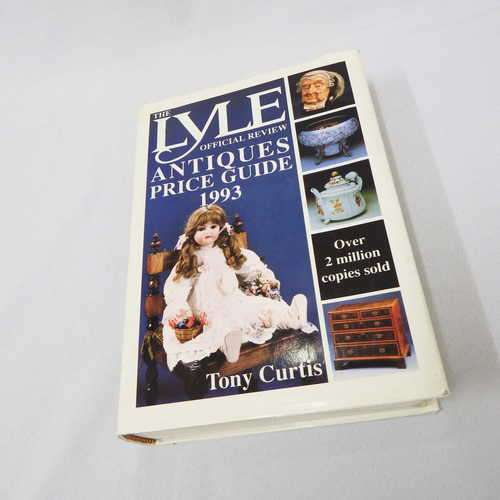 THE
LYLE
OFFICIAL REVIEW
ANTIQUES
PRICE GUIDE
1993
Over
2 million
copies sold
Tony Curtis